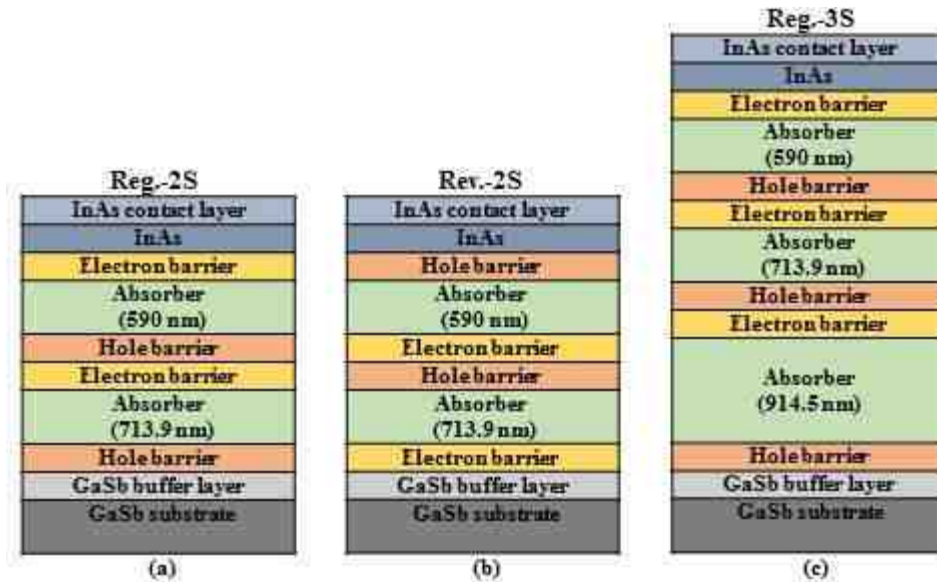 Reg.-2S
InAs contact layer
InAs
Electron barrier
Absorber
(590 nm)
Hole barrier
Electron barrier
Absorber
(713.9 nm)
Hole barrier
GaSb buffer layer
GaSb substrate
(a)
Rev.-2S
InAs contact layer
InAs
Hole barrier
Absorber
(590 nm)
Electron barrier
Hole barrier
Absorber
(713.9 nm)
Electron barrier
GaSb buffer layer
GaSb substrate
(b)
Reg.-3S
InAs contact layer
InAs
Electron barrier
Absorber
(590 nm)
Hole barrier
Electron barrier
Absorber
(713.9 nm)
Hole barrier
Electron barrier
Absorber
(914.5 nm)
Hole barrier
GaSb buffer layer
GaSb substrate
(c)